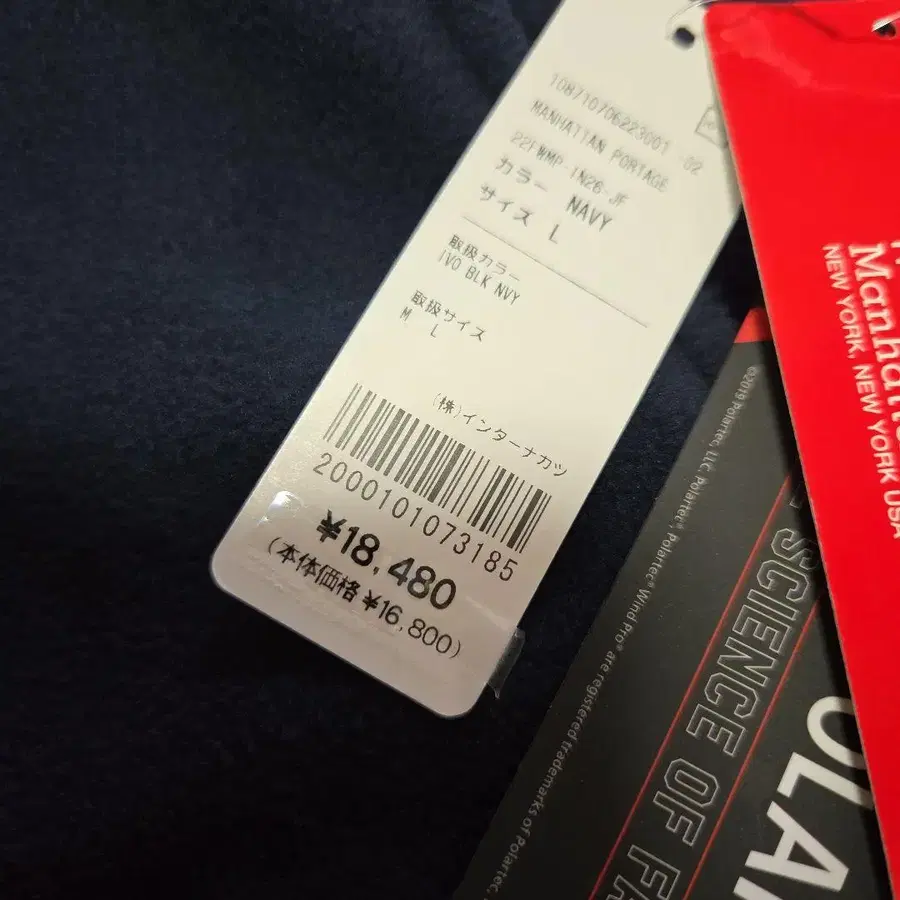 108710706223001 -02
MANHATTAN PORTAGE
22FWMP-IN26-JF
カラー NAVY
サイズ L
取扱カラー
IVO BLK NVY
取扱サイズ
M L
(株)インターナカツ
2000101073185
¥18,480
(本体価格 ¥16,800)
Manhatt
NEW YORK, NEW YORK USA
©2019 Polartec, LLC. Polartec®, Polartec® Wind Pro® are registered trademarks of Polartec,
SCIENCE OF FA
OLA